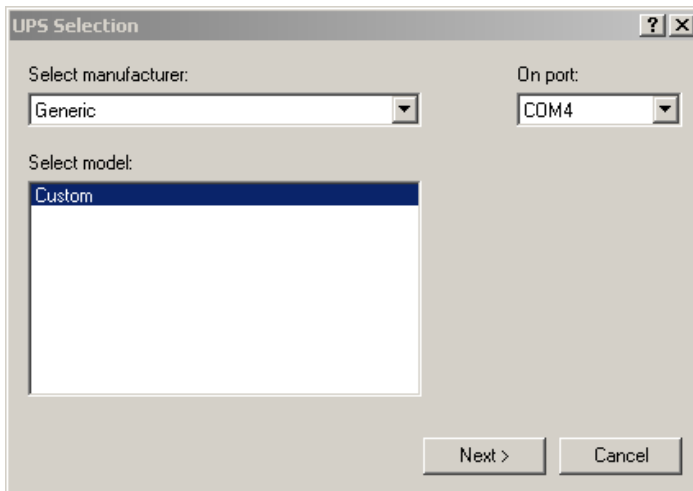 UPS Selection
Select manufacturer:
On port:
Generic
COM4
Select model:
Custom
Next >
Cancel